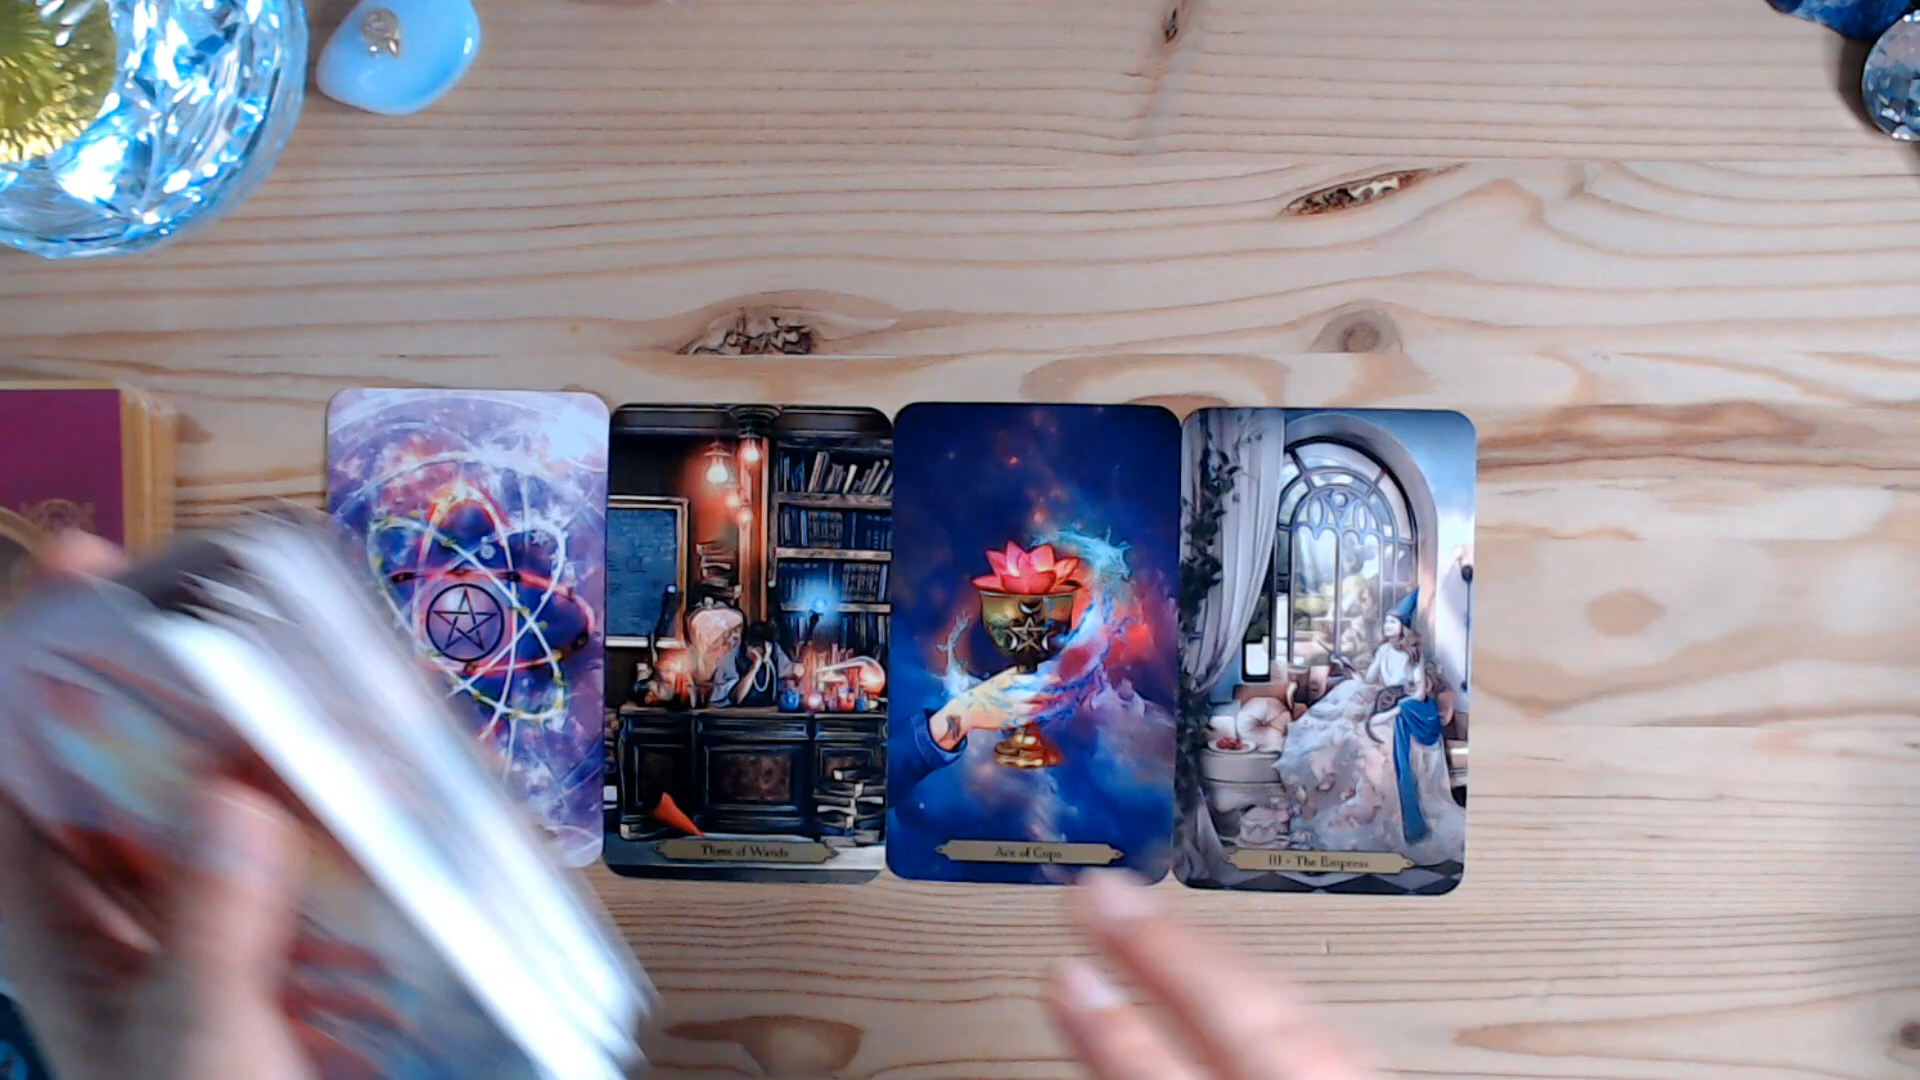 Three of Wands
Ace of Cups
III - The Empress